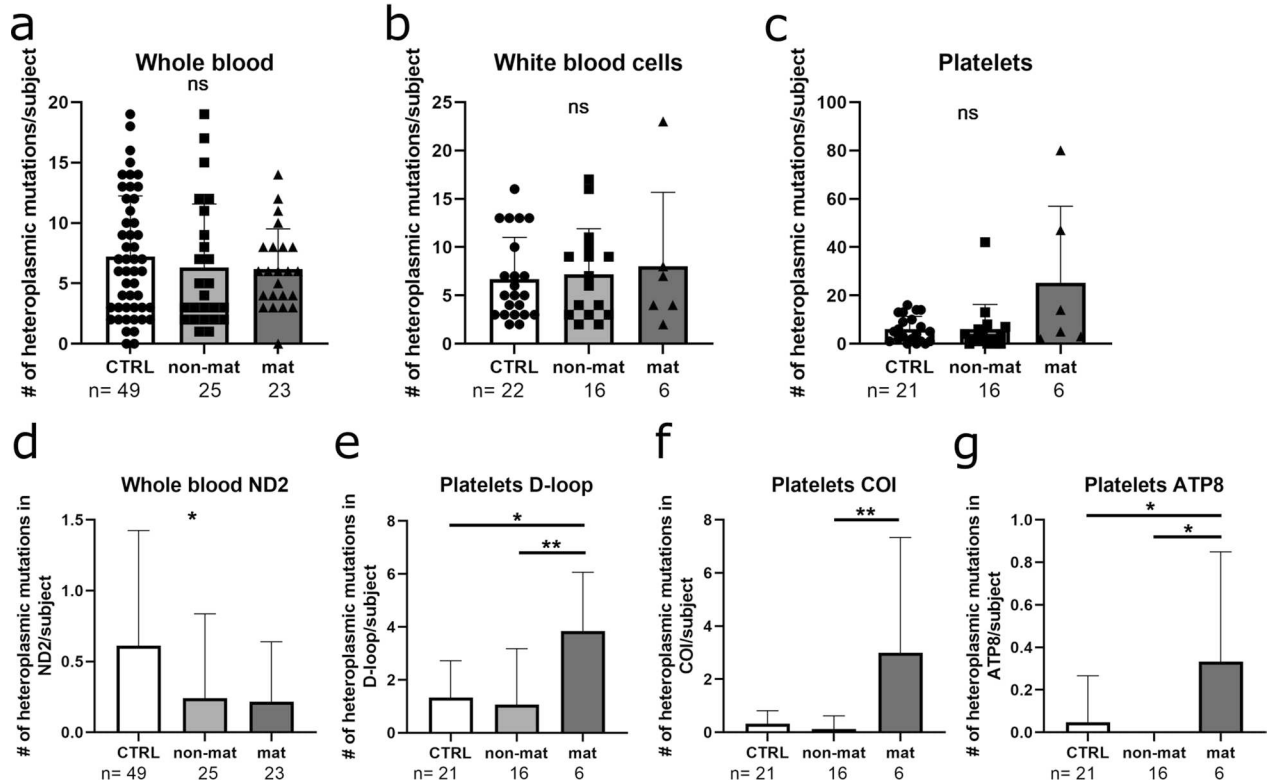 a
Whole blood
ns
# of heteroplasmic mutations/subject
20
15
10
5
0
CTRL non-mat mat
n= 49 25 23
b
White blood cells
ns
# of heteroplasmic mutations/subject
25
20
15
10
5
0
CTRL non-mat mat
n= 22 16 6
c
Platelets
ns
# of heteroplasmic mutations/subject
100
80
60
40
20
0
CTRL non-mat mat
n= 21 16 6
d
Whole blood ND2
*
# of heteroplasmic mutations in
ND2/subject
1.5
1.0
0.5
0.0
CTRL non-mat mat
n= 49 25 23
e
Platelets D-loop
*
**
# of heteroplasmic mutations in
D-loop/subject
8
6
4
2
0
CTRL non-mat mat
n= 21 16 6
f
Platelets COI
**
# of heteroplasmic mutations in
COI/subject
8
6
4
2
0
CTRL non-mat mat
n= 21 16 6
g
Platelets ATP8
*
*
# of heteroplasmic mutations in
ATP8/subject
1.0
0.8
0.6
0.4
0.2
0.0
CTRL non-mat mat
n= 21 16 6